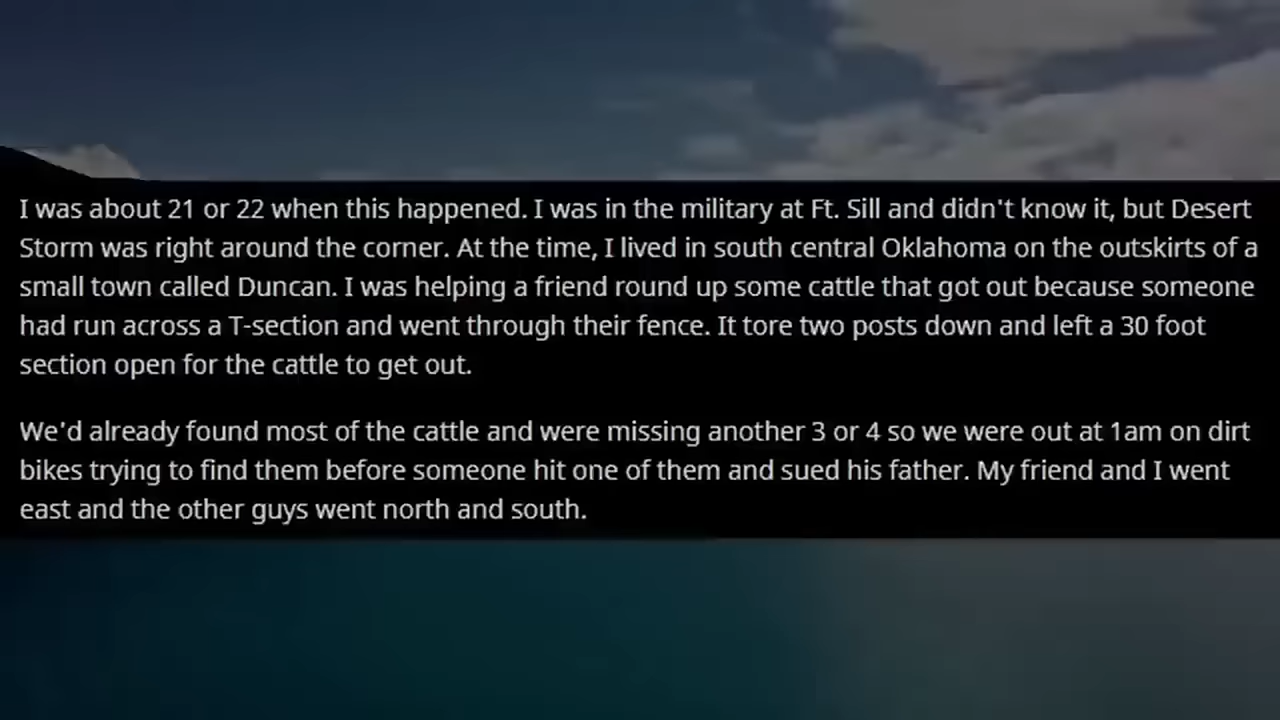 I was about 21 or 22 when this happened. I was in the military at Ft. Sill and didn't know it, but Desert
Storm was right around the corner. At the time, I lived in south central Oklahoma on the outskirts of a
small town called Duncan. I was helping a friend round up some cattle that got out because someone
had run across a T-section and went through their fence. It tore two posts down and left a 30 foot
section open for the cattle to get out.
We'd already found most of the cattle and were missing another 3 or 4 so we were out at 1am on dirt
bikes trying to find them before someone hit one of them and sued his father. My friend and I went
east and the other guys went north and south.